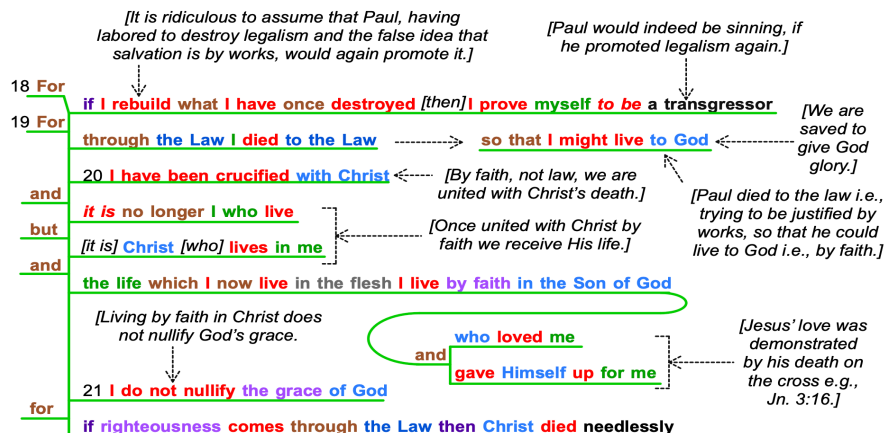 [It is ridiculous to assume that Paul, having
labored to destroy legalism and the false idea that
salvation is by works, would again promote it.]
[Paul would indeed be sinning, if
he promoted legalism again.]
18 For
if I rebuild what I have once destroyed [then] I prove myself to be a transgressor
19 For
through the Law I died to the Law
so that I might live to God
[We are
saved to
give God
glory.]
20 I have been crucified with Christ
[By faith, not law, we are
united with Christ's death.]
[Paul died to the law i.e.,
trying to be justified by
works, so that he could
live to God i.e., by faith.]
and
it is no longer I who live
but
[it is] Christ [who] lives in me
[Once united with Christ by
faith we receive His life.]
and
the life which I now live in the flesh I live by faith in the Son of God
[Living by faith in Christ does
not nullify God's grace.
who loved me
and
gave Himself up for me
[Jesus' love was
demonstrated
by his death on
the cross e.g.,
Jn. 3:16.]
21 I do not nullify the grace of God
for
if righteousness comes through the Law then Christ died needlessly